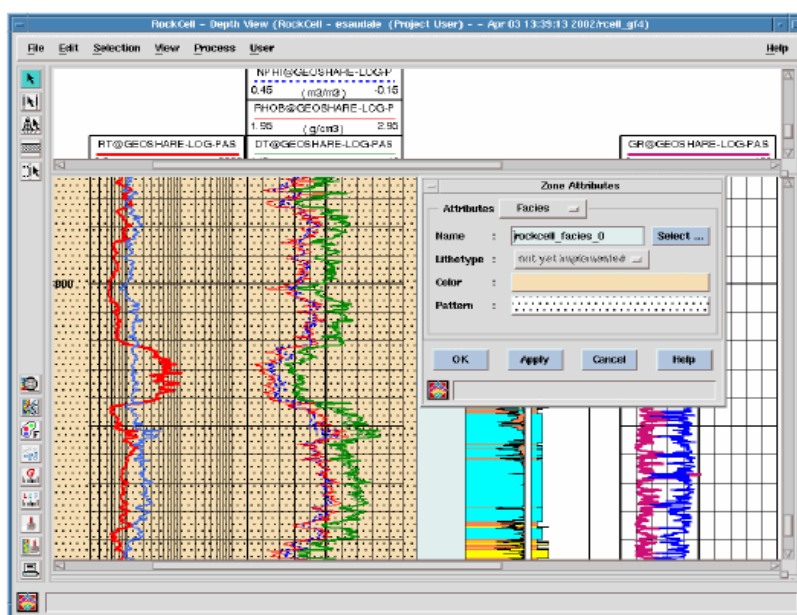 RockCell - Depth View (RockCell - esaudale (Project User) - - Apr 03 13:39:13 2002/rcell_gf4)
File Edit Selection View Process User Help
NPHI@GEOSHARE-LOG-P
0.45 (m3/m3) -0.15
RHOB@GEOSHARE-LOG-P
1.95 (g/cm3) 2.95
RT@GEOSHARE-LOG-PAS DT@GEOSHARE-LOG-PAS GR@GEOSHARE-LOG-PAS
Zone Attributes
Attributes Facies
Name : rockcell_facies_0 Select ...
Lithotype : not yet implemented
Color :
Pattern :
OK Apply Cancel Help